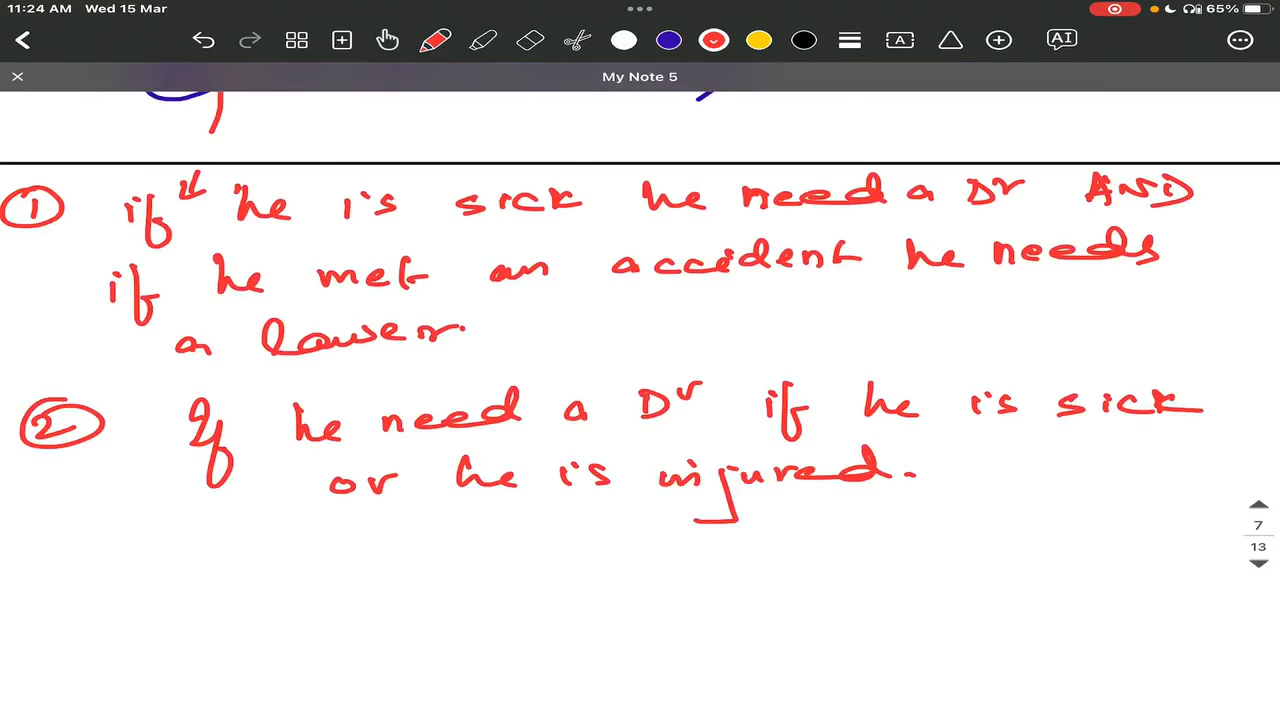 11:24 AM Wed 15 Mar
65%
A
AI
My Note 5
① if he is sick he need a Dr AND
if he met an accident he needs
a lawer.
② If he need a Dr if he is sick
or he is injured.
7
13